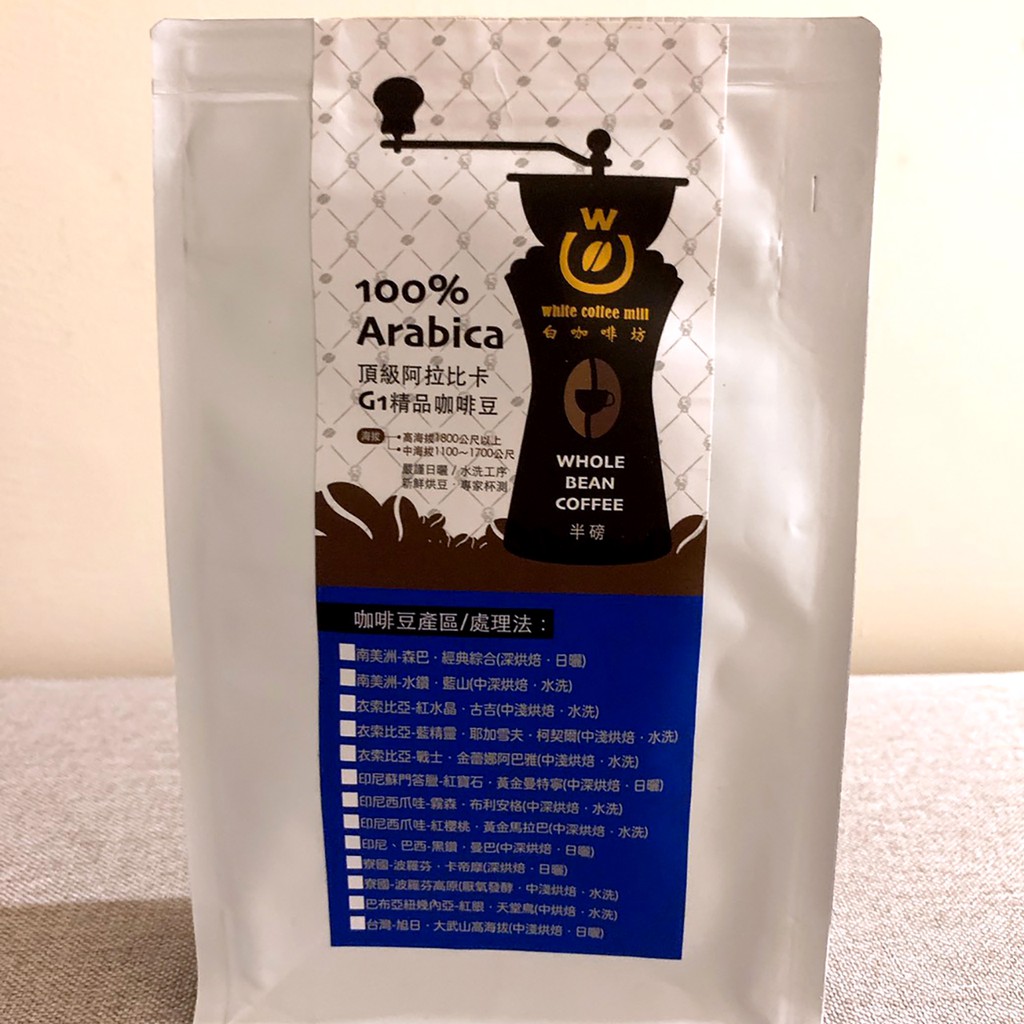 W
white coffee mill
白咖啡坊
100%
Arabica
頂級阿拉比卡
G1精品咖啡豆
海拔
•高海拔1800公尺以上
•中海拔1100～1700公尺
嚴謹日曬/水洗工序
新鮮烘豆·專家杯測
WHOLE
BEAN
COFFEE
半磅
咖啡豆產區/處理法：
南美洲-森巴·經典綜合(深烘焙·日曬)
南美洲-水鑽·藍山(中深烘焙·水洗)
衣索比亞-紅水晶·古吉(中淺烘焙·水洗)
衣索比亞-藍精靈·耶加雪夫·柯契爾(中淺烘焙·水洗)
衣索比亞-戰士·金蕾娜阿巴雅(中淺烘焙·水洗)
印尼蘇門答臘-紅寶石·黃金曼特寧(中深烘焙·日曬)
印尼西爪哇-霧森·布利安格(中深烘焙·水洗)
印尼西爪哇-紅櫻桃·黃金馬拉巴(中深烘焙·水洗)
印尼、巴西-黑鑽·曼巴(中深烘焙·日曬)
寮國-波羅芬·卡帝摩(深烘焙·日曬)
寮國-波羅芬高原(厭氧發酵·中淺烘焙·水洗)
巴布亞紐幾內亞-紅眼·天堂鳥(中烘焙·水洗)
台灣-旭日·大武山高海拔(中淺烘焙·日曬)